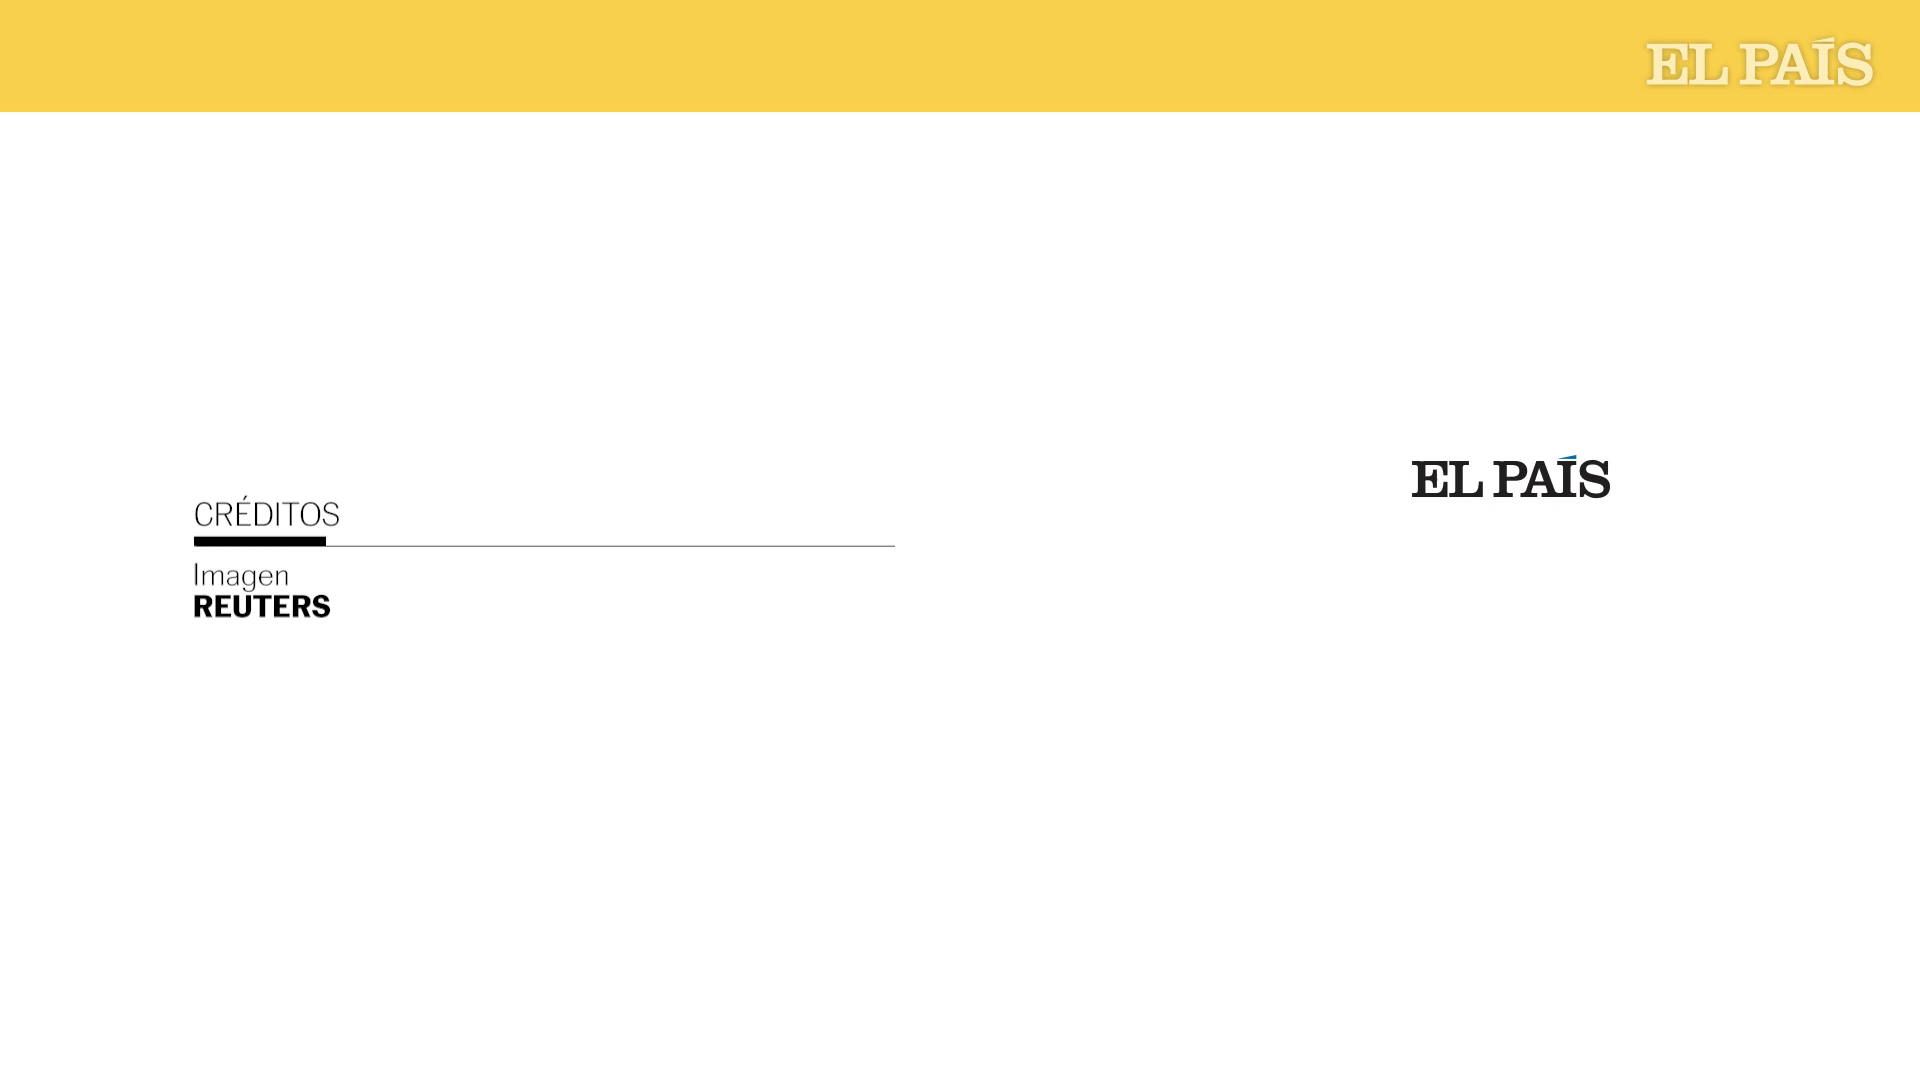 EL PAÍS
EL PAÍS
CRÉDITOS
Imagen
REUTERS